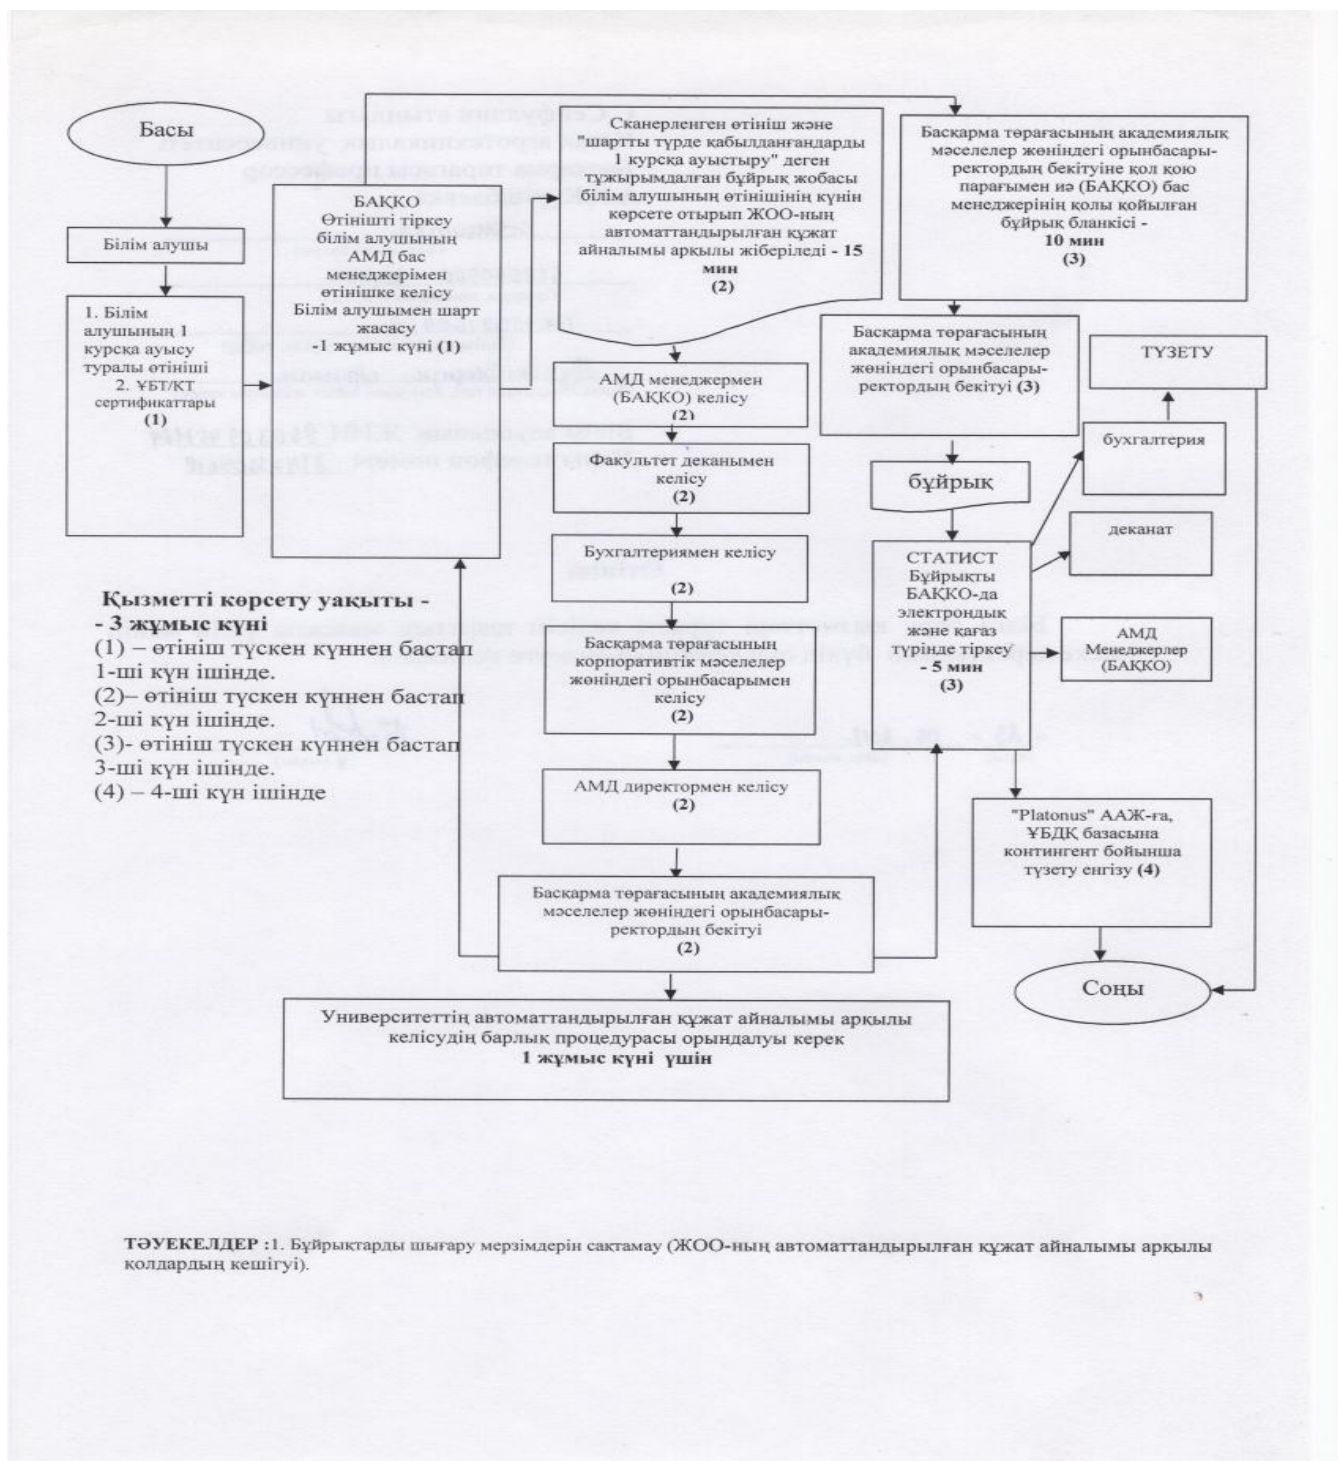 Басы
Білім алушы
1. Білім
алушының 1
курсқа ауысу
туралы өтініші
2. ҰБТ/КТ
сертификаттары
(1)
БАҚКО
Өтінішті тіркеу
білім алушының
АМД бас
менеджерімен
өтінішке келісу
Білім алушымен шарт
жасасу
-1 жұмыс күні (1)
Сканерленген өтініш және
"шартты түрде қабылданғандарды
1 курсқа ауыстыру" деген
тұжырымдалған бұйрық жобасы
білім алушының өтінішінің күнін
көрсете отырып ЖОО-ның
автоматтандырылған құжат
айналымы арқылы жіберіледі - 15
мин
(2)
АМД менеджермен
(БАҚКО) келісу
(2)
Факультет деканымен
келісу
(2)
Бухгалтериямен келісу
(2)
Басқарма төрағасының
корпоративтік мәселелер
жөніндегі орынбасарымен
келісу
(2)
АМД директормен келісу
(2)
Басқарма төрағасының академиялық
мәселелер жөніндегі орынбасары-
ректордың бекітуі
(2)
Университеттің автоматтандырылған құжат айналымы арқылы
келісудің барлық процедурасы орындалуы керек
1 жұмыс күні үшін
Басқарма төрағасының академиялық
мәселелер жөніндегі орынбасары-
ректордың бекітуіне қол қою
парағымен иә (БАҚКО) бас
менеджерінің қолы қойылған
бұйрық бланкісі -
10 мин
(3)
Басқарма төрағасының
академиялық мәселелер
жөніндегі орынбасары-
ректордың бекітуі (3)
бұйрық
СТАТИСТ
Бұйрықты
БАҚКО-да
электрондық
және қағаз
түрінде тіркеу
- 5 мин
(3)
ТҮЗЕТУ
бухгалтерия
деканат
АМД
Менеджерлер
(БАҚКО)
"Platonus" ААЖ-ға,
ҰБДҚ базасына
контингент бойынша
түзету енгізу (4)
Соңы
Қызметті көрсету уақыты -
- 3 жұмыс күні
(1) – өтініш түскен күннен бастап
1-ші күн ішінде.
(2)– өтініш түскен күннен бастап
2-ші күн ішінде.
(3)- өтініш түскен күннен бастап
3-ші күн ішінде.
(4) – 4-ші күн ішінде
ТӘУЕКЕЛДЕР :1. Бұйрықтарды шығару мерзімдерін сақтамау (ЖОО-ның автоматтандырылған құжат айналымы арқылы
қолдардың кешігуі).